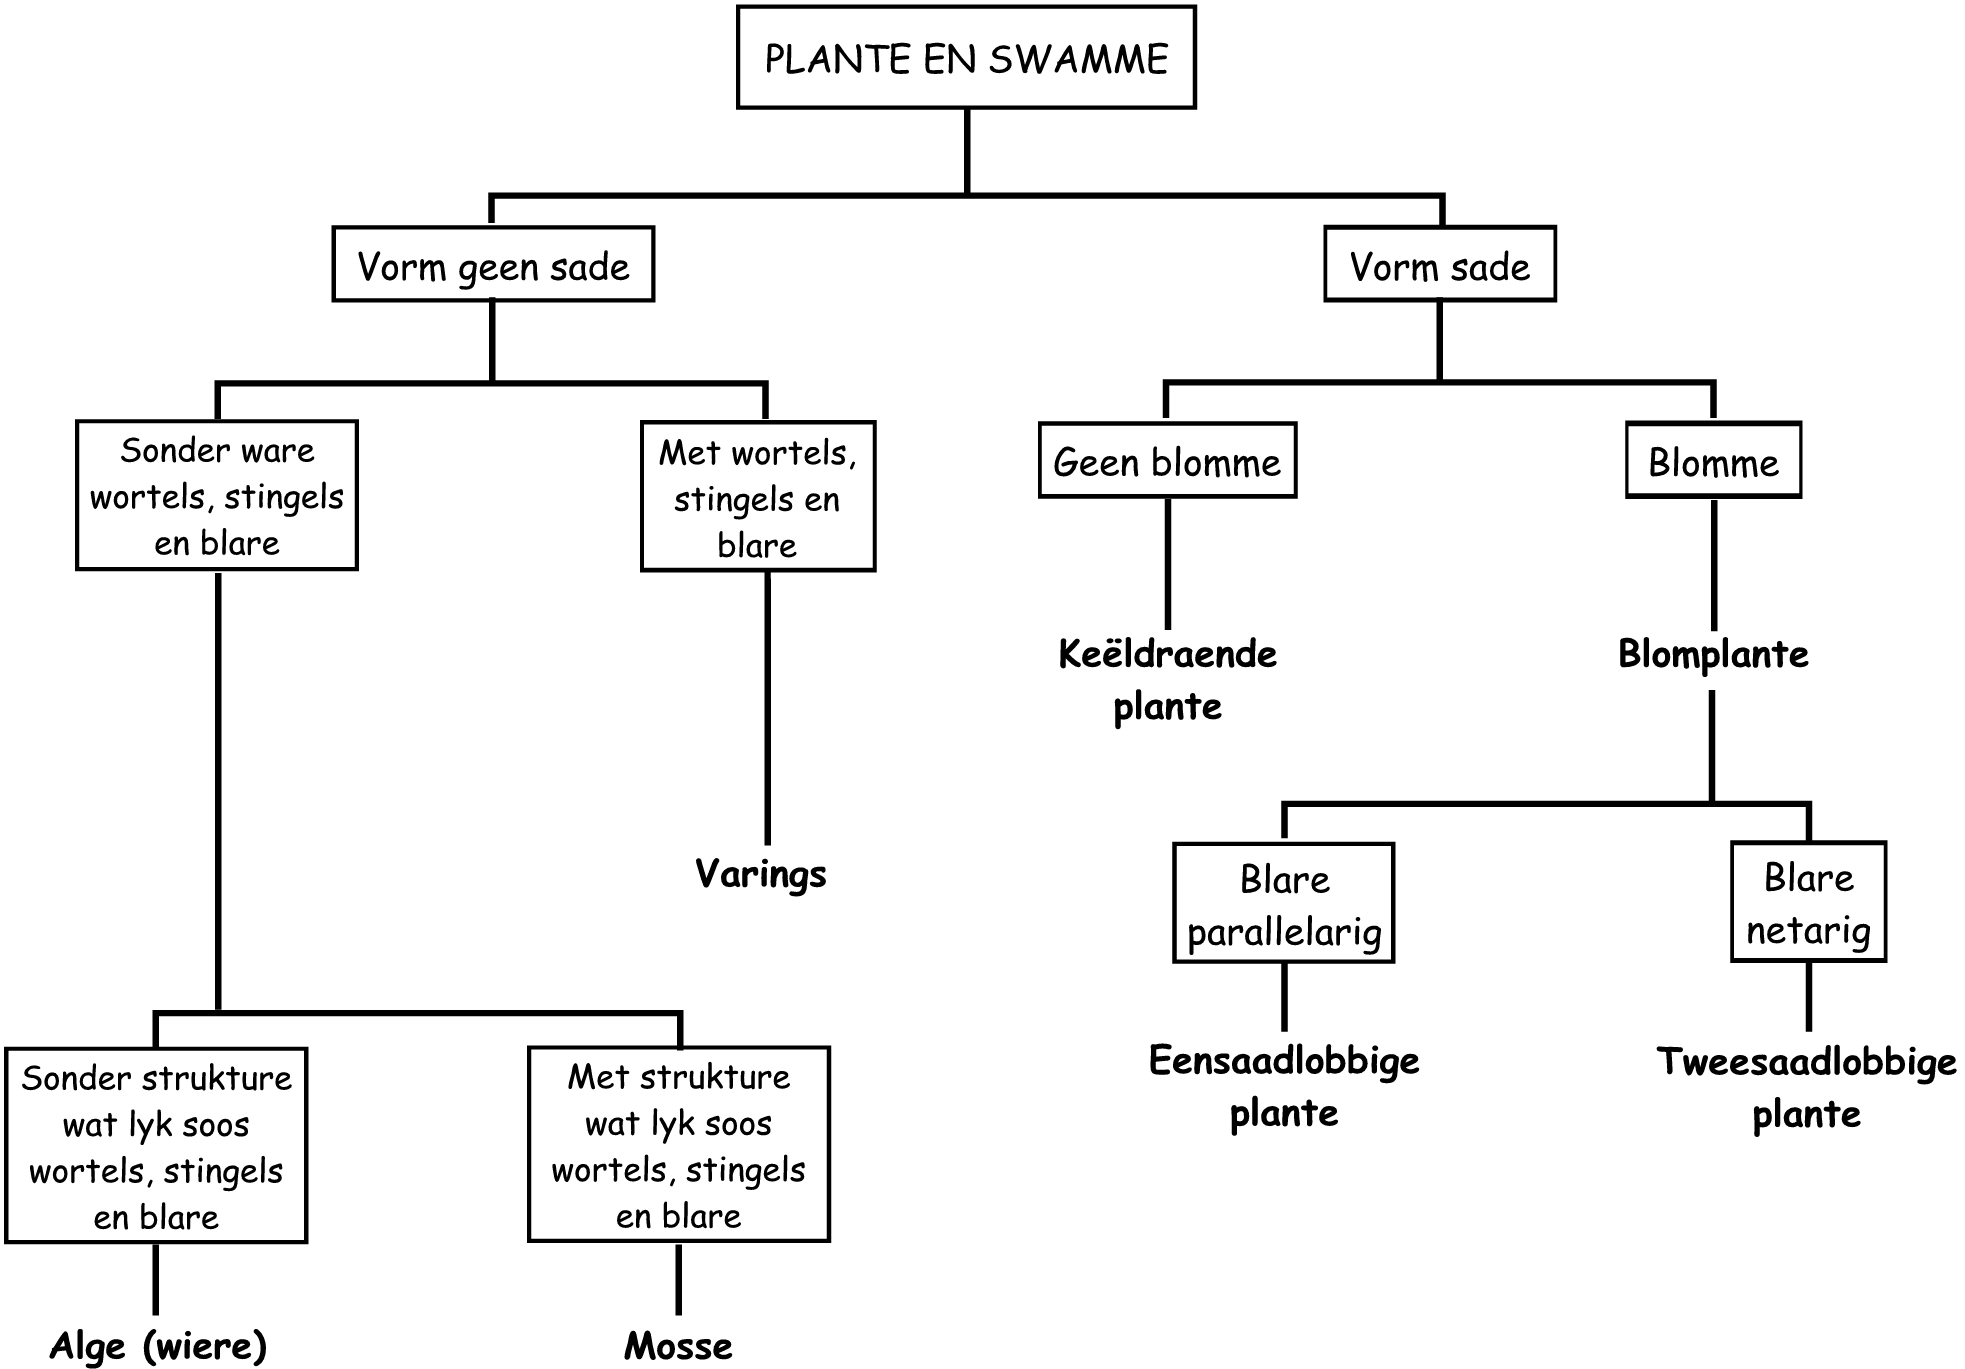 PLANTE EN SWAMME
Vorm geen sade
Vorm sade
Sonder ware
wortels, stingels
en blare
Met wortels,
stingels en
blare
Geen blomme
Blomme
Keëldraende
plante
Blomplante
Varings
Blare
parallelarig
Blare
netarig
Eensaadlobbige
plante
Tweesaadlobbige
plante
Sonder strukture
wat lyk soos
wortels, stingels
en blare
Met strukture
wat lyk soos
wortels, stingels
en blare
Alge (wiere)
Mosse